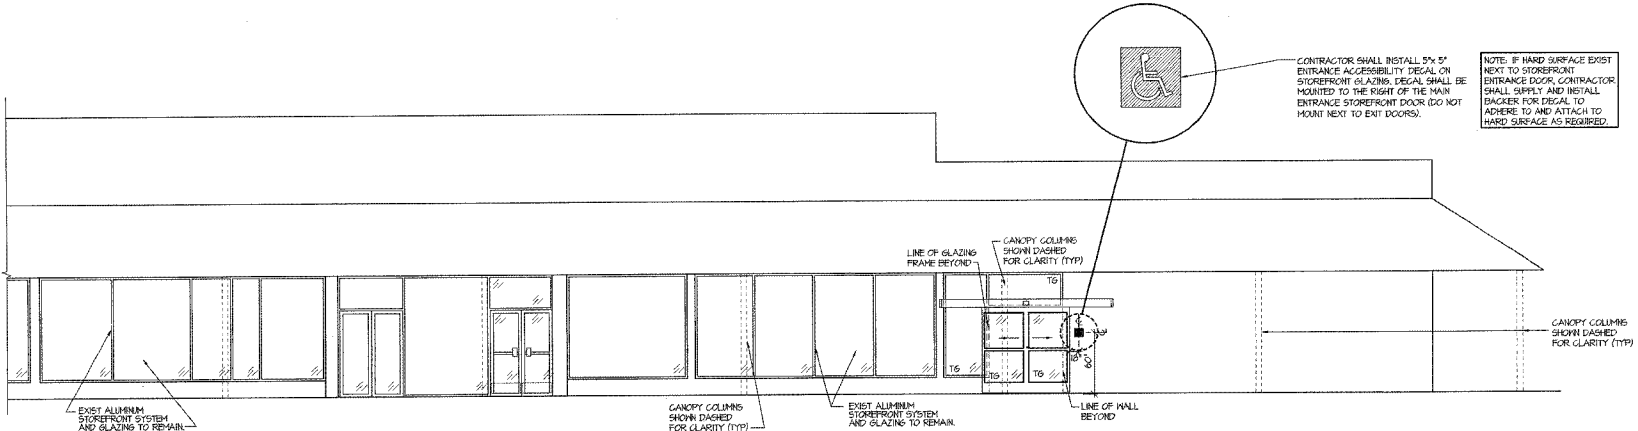 CONTRACTOR SHALL INSTALL 5"x 5"
ENTRANCE ACCESSIBILITY DECAL ON
STOREFRONT GLAZING. DECAL SHALL BE
MOUNTED TO THE RIGHT OF THE MAIN
ENTRANCE STOREFRONT DOOR (DO NOT
MOUNT NEXT TO EXIT DOORS).
NOTE: IF HARD SURFACE EXIST
NEXT TO STOREFRONT
ENTRANCE DOOR, CONTRACTOR
SHALL SUPPLY AND INSTALL
BACKER FOR DECAL TO
ADHERE TO AND ATTACH TO
HARD SURFACE AS REQUIRED.
LINE OF GLAZING
FRAME BEYOND
CANOPY COLUMNS
SHOWN DASHED
FOR CLARITY (TYP)
TG
TG
TG
TG
60"
CANOPY COLUMNS
SHOWN DASHED
FOR CLARITY (TYP)
EXIST ALUMINUM
STOREFRONT SYSTEM
AND GLAZING TO REMAIN.
CANOPY COLUMNS
SHOWN DASHED
FOR CLARITY (TYP)
EXIST ALUMINUM
STOREFRONT SYSTEM
AND GLAZING TO REMAIN.
LINE OF WALL
BEYOND